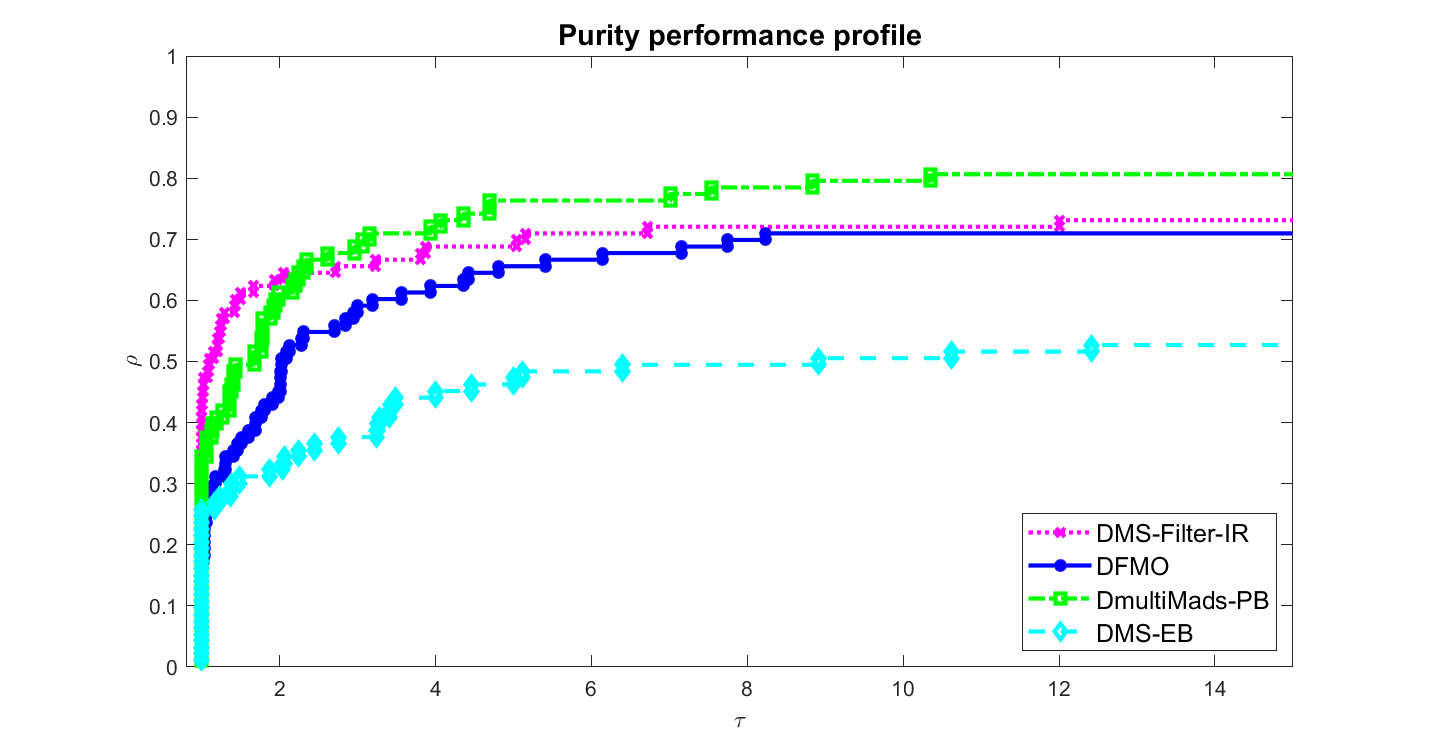 Purity performance profile
1
0.9
0.8
0.7
0.6
0.5
0.4
0.3
0.2
0.1
0
ρ
2 4 6 8 10 12 14
τ
DMS-Filter-IR
DFMO
DmultiMads-PB
DMS-EB